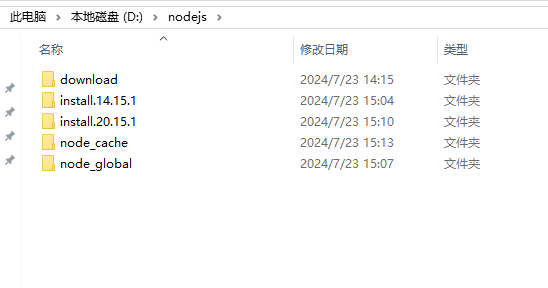 此电脑 > 本地磁盘 (D:) > nodejs >
名称 修改日期 类型
download 2024/7/23 14:15 文件夹
install.14.15.1 2024/7/23 15:04 文件夹
install.20.15.1 2024/7/23 15:10 文件夹
node_cache 2024/7/23 15:13 文件夹
node_global 2024/7/23 15:07 文件夹